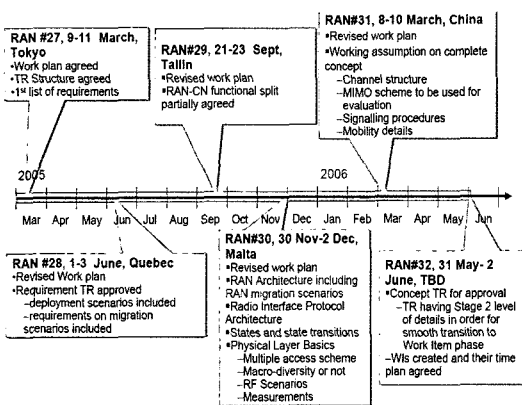 RAN #27, 9-11 March,
Tokyo
▪Work plan agreed
▪TR Structure agreed
▪1st list of requirements
RAN#29, 21-23 Sept,
Tallin
▪Revised work plan
▪RAN-CN functional split
partially agreed
RAN#31, 8-10 March, China
▪Revised work plan
▪Working assumption on complete
concept
–Channel structure
–MIMO scheme to be used for
evaluation
–Signalling procedures
–Mobility details
2005
2006
Mar Apr May Jun Jul Aug Sep Oct Nov Dec Jan Feb Mar Apr May Jun
RAN #28, 1-3 June, Quebec
▪Revised Work plan
▪Requirement TR approved
–deployment scenarios included
–requirements on migration
scenarios included
RAN#30, 30 Nov-2 Dec,
Malta
▪Revised work plan
▪RAN Architecture including
RAN migration scenarios
▪Radio Interface Protocol
Architecture
▪States and state transitions
▪Physical Layer Basics
–Multiple access scheme
–Macro-diversity or not
–RF Scenarios
–Measurements
RAN#32, 31 May- 2
June, TBD
▪Concept TR for approval
–TR having Stage 2 level
of details in order for
smooth transition to
Work Item phase
–WIs created and their time
plan agreed